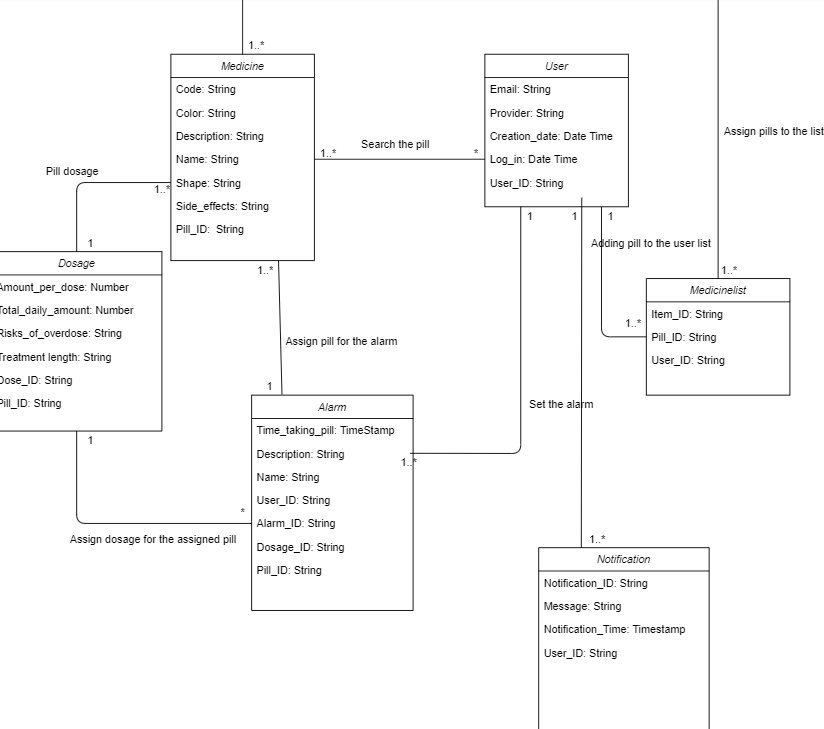 1..*
Medicine
Code: String
Color: String
Description: String
Name: String
Shape: String
Side_effects: String
Pill_ID: String
User
Email: String
Provider: String
Creation_date: Date Time
Log_in: Date Time
User_ID: String
Assign pills to the list
1..*
Search the pill
*
Pill dosage
1..*
1
Dosage
Amount_per_dose: Number
Total_daily_amount: Number
Risks_of_overdose: String
Treatment length: String
Dose_ID: String
Pill_ID: String
1
1
1
Adding pill to the user list
1..*
1..*
Medicinelist
Item_ID: String
Pill_ID: String
User_ID: String
1..*
Assign pill for the alarm
1
Alarm
Time_taking_pill: TimeStamp
Description: String
Name: String
User_ID: String
Alarm_ID: String
Dosage_ID: String
Pill_ID: String
Set the alarm
1..*
1
*
Assign dosage for the assigned pill
1..*
Notification
Notification_ID: String
Message: String
Notification_Time: Timestamp
User_ID: String